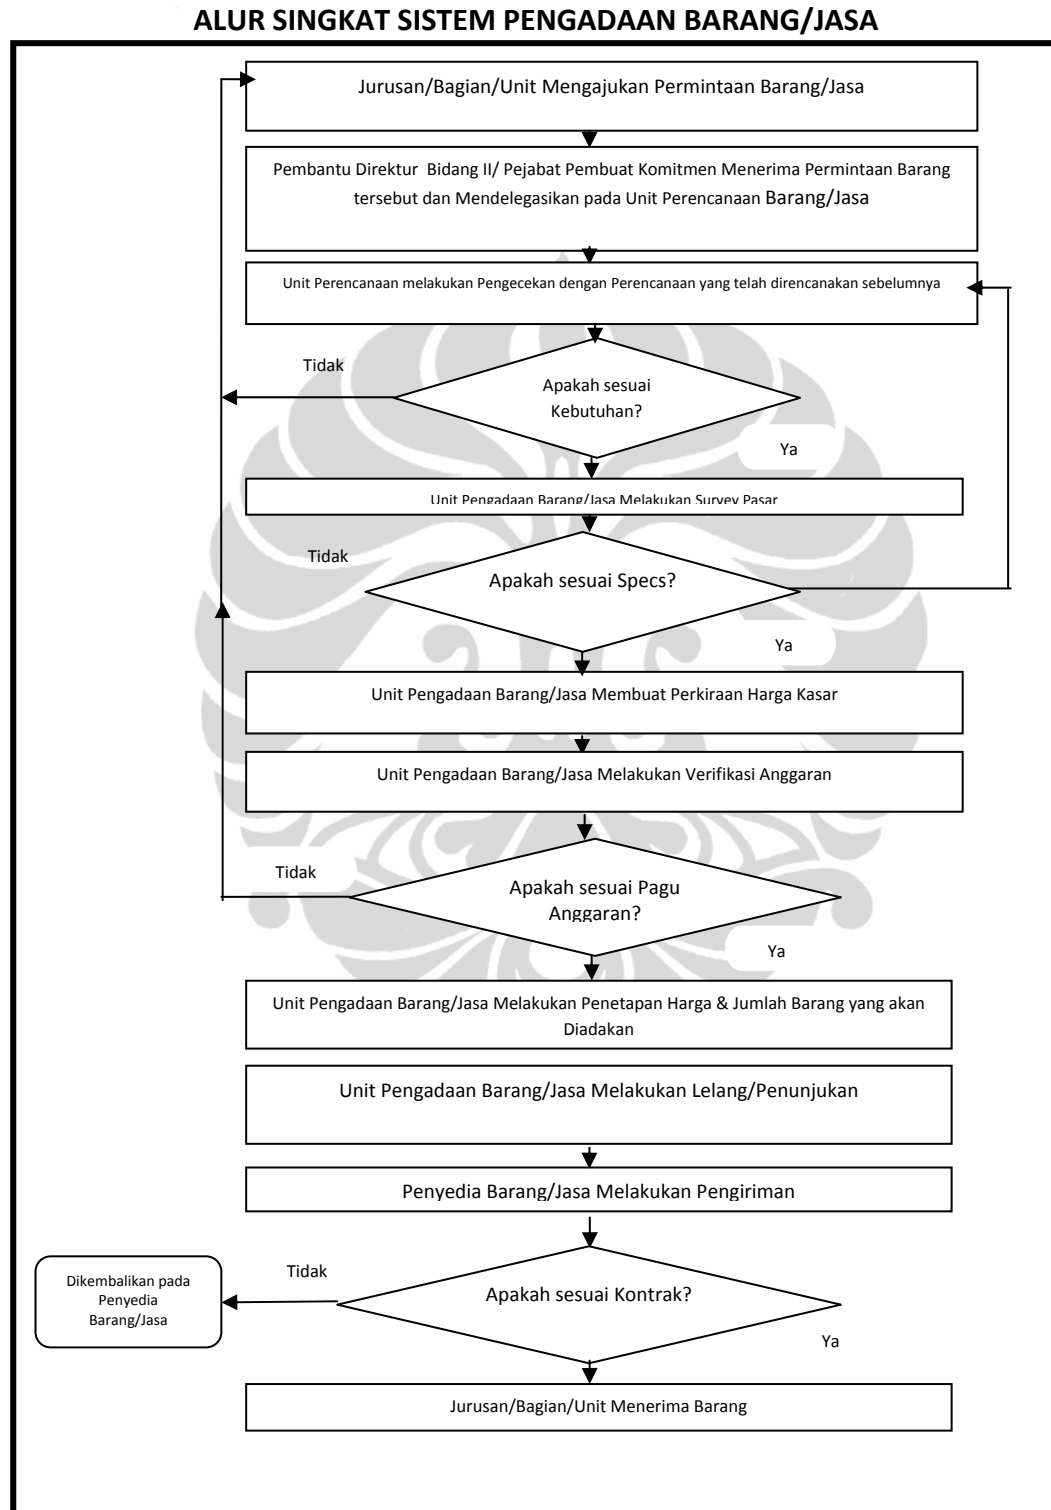 ALUR SINGKAT SISTEM PENGADAAN BARANG/JASA
Jurusan/Bagian/Unit Mengajukan Permintaan Barang/Jasa
Pembantu Direktur Bidang II/ Pejabat Pembuat Komitmen Menerima Permintaan Barang
tersebut dan Mendelegasikan pada Unit Perencanaan Barang/Jasa
Unit Perencanaan melakukan Pengecekan dengan Perencanaan yang telah direncanakan sebelumnya
Tidak
Apakah sesuai
Kebutuhan?
Ya
Unit Pengadaan Barang/Jasa Melakukan Survey Pasar
Tidak
Apakah sesuai Specs?
Ya
Unit Pengadaan Barang/Jasa Membuat Perkiraan Harga Kasar
Unit Pengadaan Barang/Jasa Melakukan Verifikasi Anggaran
Tidak
Apakah sesuai Pagu
Anggaran?
Ya
Unit Pengadaan Barang/Jasa Melakukan Penetapan Harga & Jumlah Barang yang akan
Diadakan
Unit Pengadaan Barang/Jasa Melakukan Lelang/Penunjukan
Penyedia Barang/Jasa Melakukan Pengiriman
Tidak
Dikembalikan pada
Penyedia
Barang/Jasa
Apakah sesuai Kontrak?
Ya
Jurusan/Bagian/Unit Menerima Barang